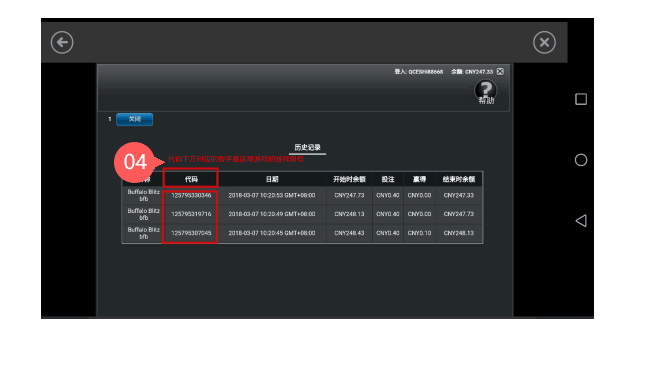 登入: QCESHI88668 余额: CNY247.33
帮助
1 关闭
历史记录
04 代码下方对应的数字是该局游戏的游戏编号
代码 日期 开始时余额 投注 赢得 结束时余额
Buffalo Blitz bfb 125795330346 2018-03-07 10:20:53 GMT+08:00 CNY247.73 CNY0.40 CNY0.00 CNY247.33
Buffalo Blitz bfb 125795319716 2018-03-07 10:20:49 GMT+08:00 CNY248.13 CNY0.40 CNY0.00 CNY247.73
Buffalo Blitz bfb 125795307045 2018-03-07 10:20:45 GMT+08:00 CNY248.43 CNY0.40 CNY0.10 CNY248.13